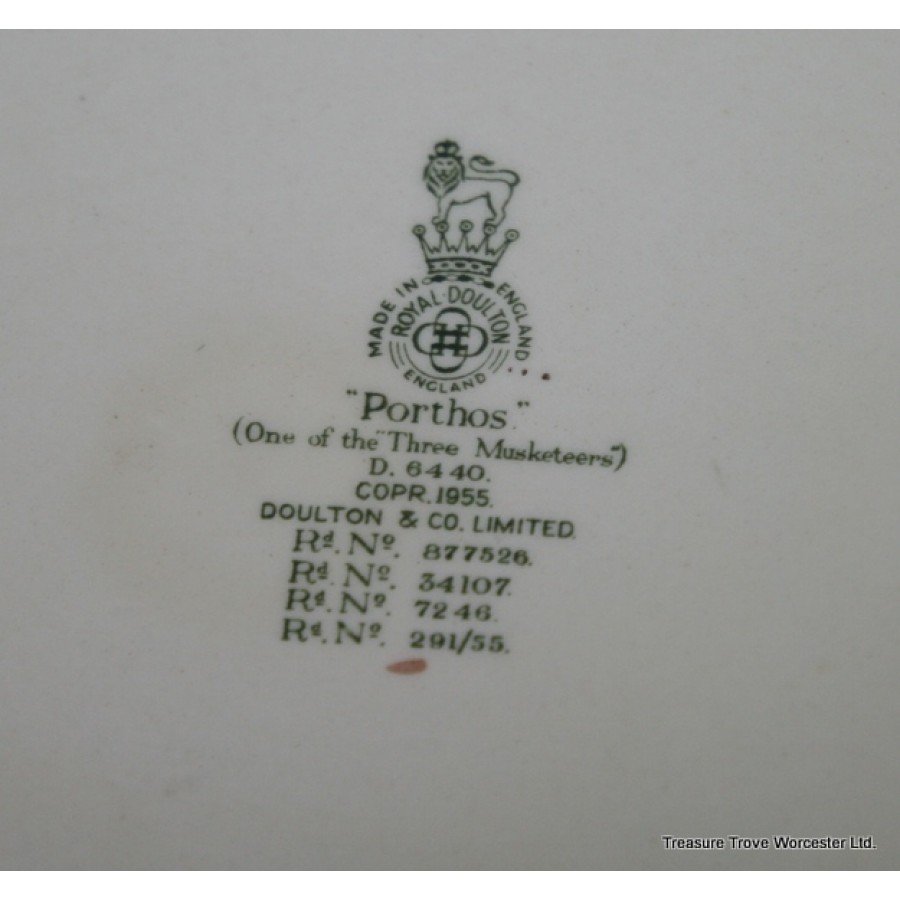 MADE IN ENGLAND
ROYAL·DOULTON
ENGLAND
"Porthos."
(One of the "Three Musketeers")
D. 6440.
COPR. 1955.
DOULTON & CO. LIMITED.
Rd. No. 877526.
Rd. No. 34107.
Rd. No. 7246.
Rd. No. 291/55.
Treasure Trove Worcester Ltd.